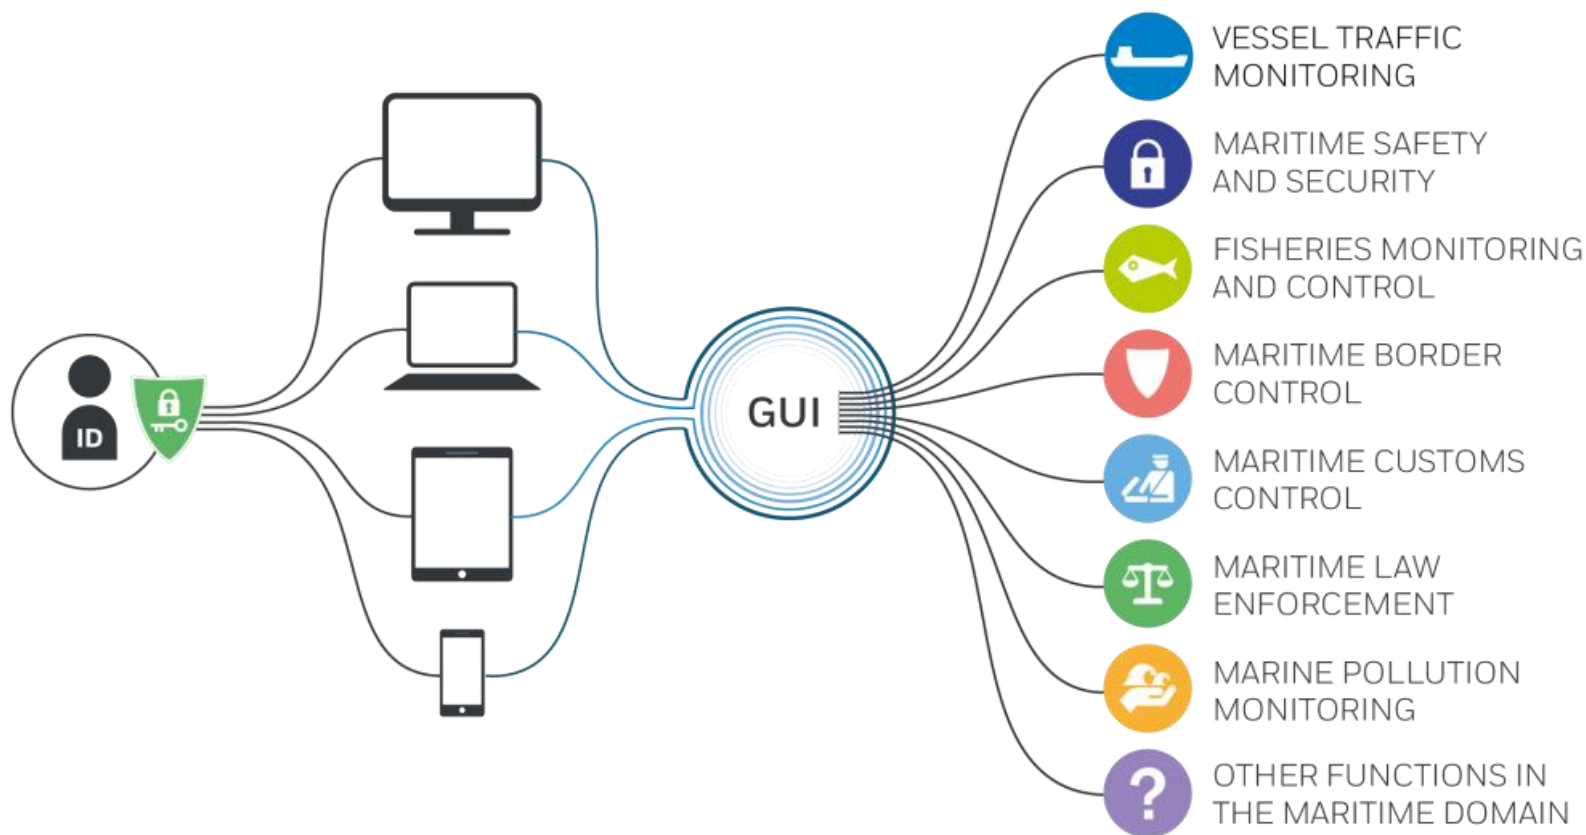 ID
GUI
VESSEL TRAFFIC
MONITORING
MARITIME SAFETY
AND SECURITY
FISHERIES MONITORING
AND CONTROL
MARITIME BORDER
CONTROL
MARITIME CUSTOMS
CONTROL
MARITIME LAW
ENFORCEMENT
MARINE POLLUTION
MONITORING
?
OTHER FUNCTIONS IN
THE MARITIME DOMAIN